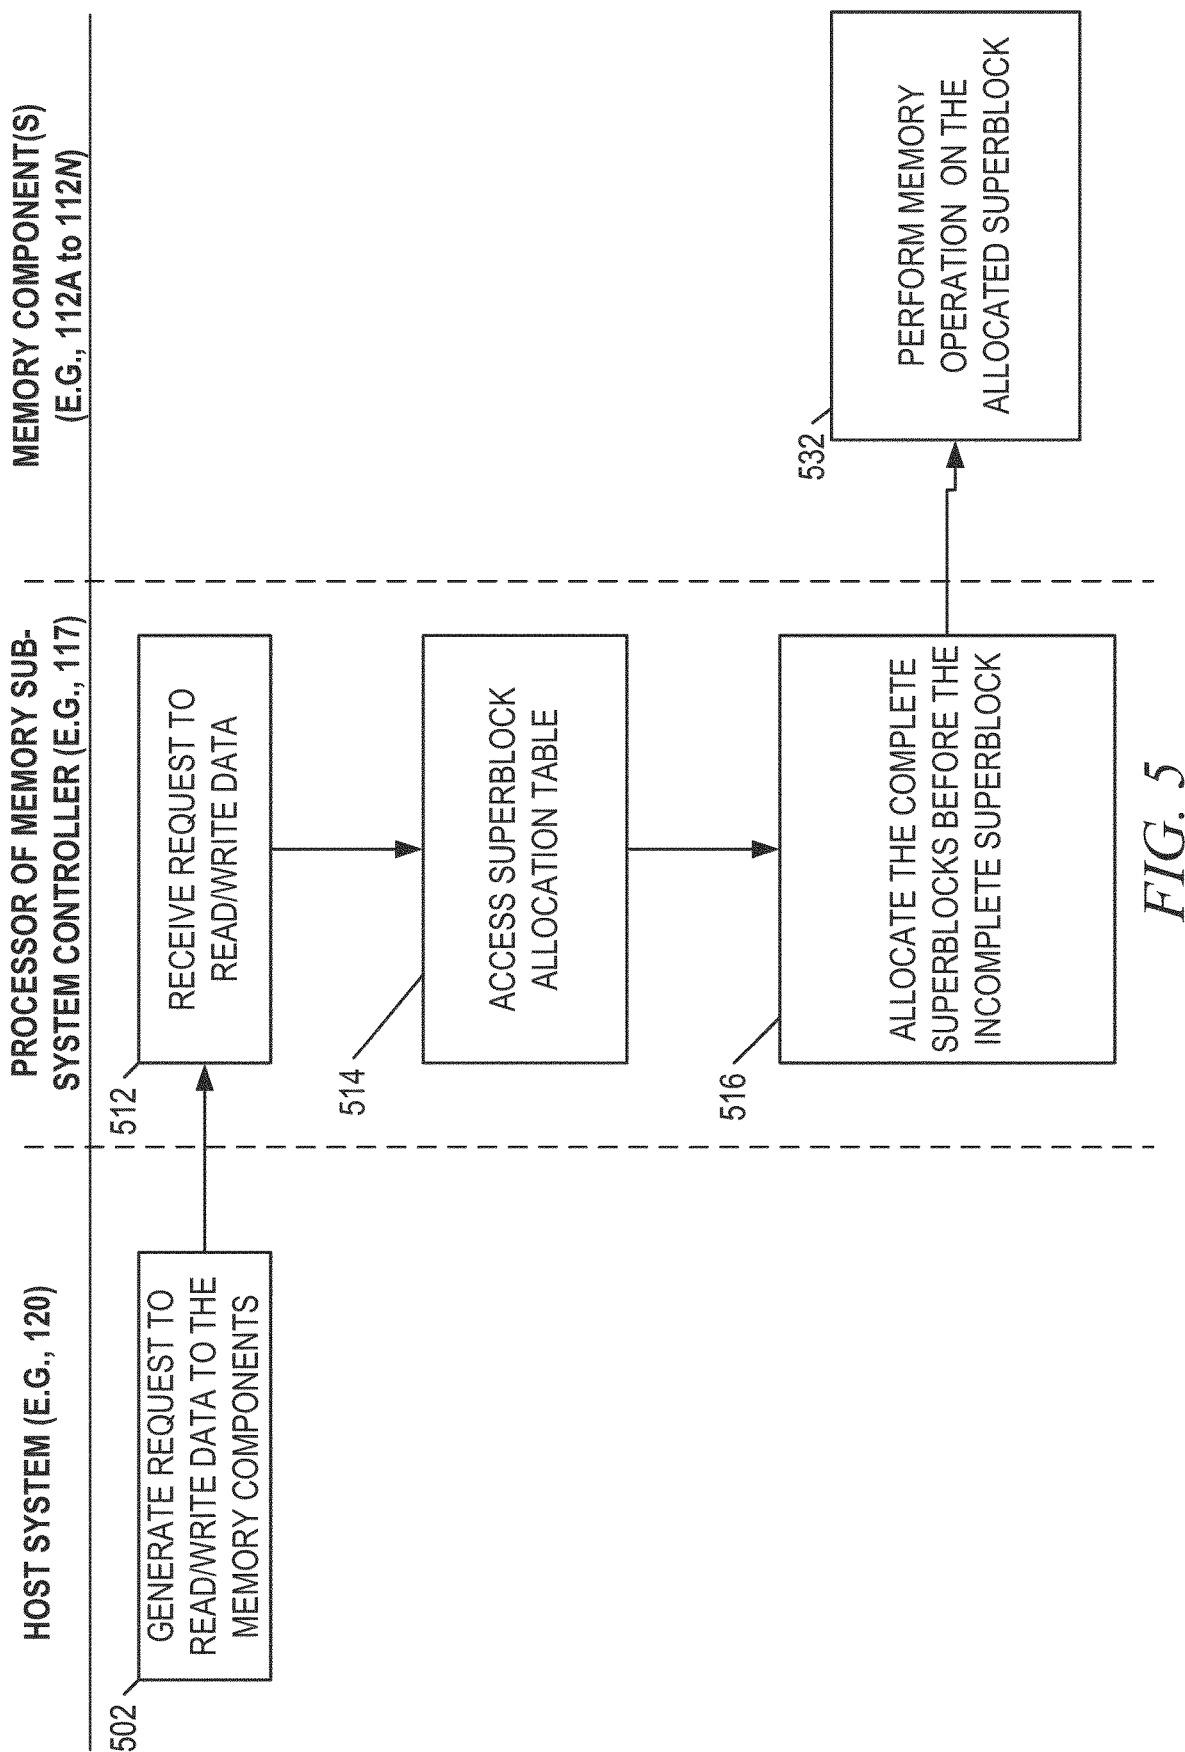 HOST SYSTEM (E.G., 120)
PROCESSOR OF MEMORY SUB-
SYSTEM CONTROLLER (E.G., 117)
MEMORY COMPONENT(S)
(E.G., 112A to 112N)
502
GENERATE REQUEST TO
READ/WRITE DATA TO THE
MEMORY COMPONENTS
512
RECEIVE REQUEST TO
READ/WRITE DATA
514
ACCESS SUPERBLOCK
ALLOCATION TABLE
516
ALLOCATE THE COMPLETE
SUPERBLOCKS BEFORE THE
INCOMPLETE SUPERBLOCK
532
PERFORM MEMORY
OPERATION ON THE
ALLOCATED SUPERBLOCK
FIG. 5